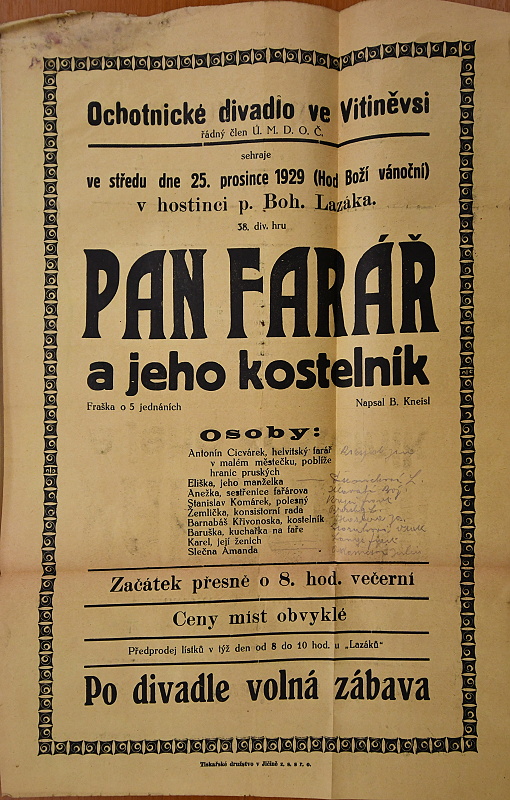 Ochotnické divadlo ve Vitiněvsi
řádný člen Ú. M. D. O. Č.
sehraje
ve středu dne 25. prosince 1929 (Hod Boží vánoční)
v hostinci p. Boh. Lazáka.
38. div. hru
PAN FARÁŘ
a jeho kostelník
Fraška o 5 jednáních
Napsal B. Kneisl
Osoby:
Antonín Cicvárek, helvitský farář
v malém městečku, poblíže
hranic pruských
Eliška, jeho manželka
Anežka, sestřenice farářova
Stanislav Komárek, polesný
Žemlička, konsistorní rada
Barnabáš Křivonoska, kostelník
Baruška, kuchařka na faře
Karel, její ženich
Slečna Amanda
Začátek přesně o 8. hod. večerní
Ceny míst obvyklé
Předprodej lístků v týž den od 8 do 10 hod. u „Lazáků"
Po divadle volná zábava
Tiskařské družstvo v Jičíně z. s. s r. o.